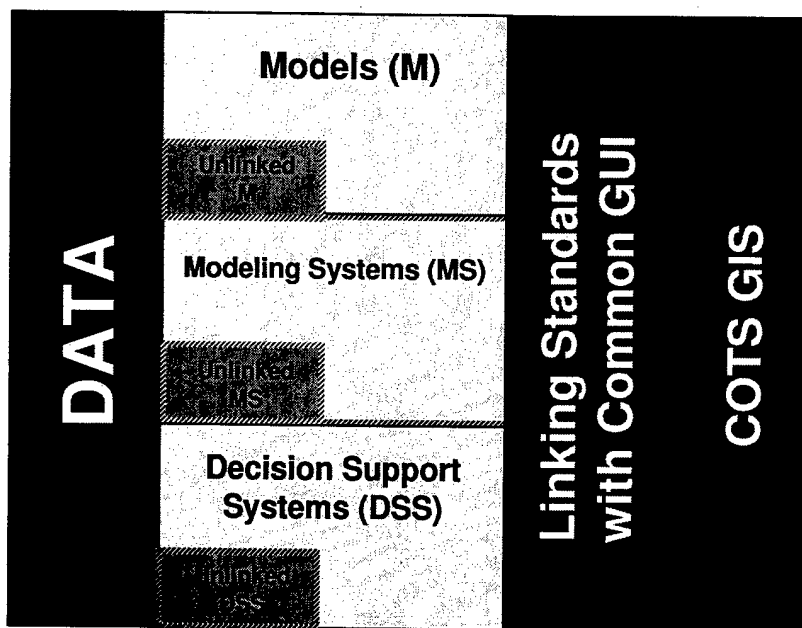 DATA
Models (M)
Unlinked
M
Modeling Systems (MS)
Unlinked
MS
Decision Support
Systems (DSS)
Unlinked
DSS
Linking Standards
with Common GUI
COTS GIS